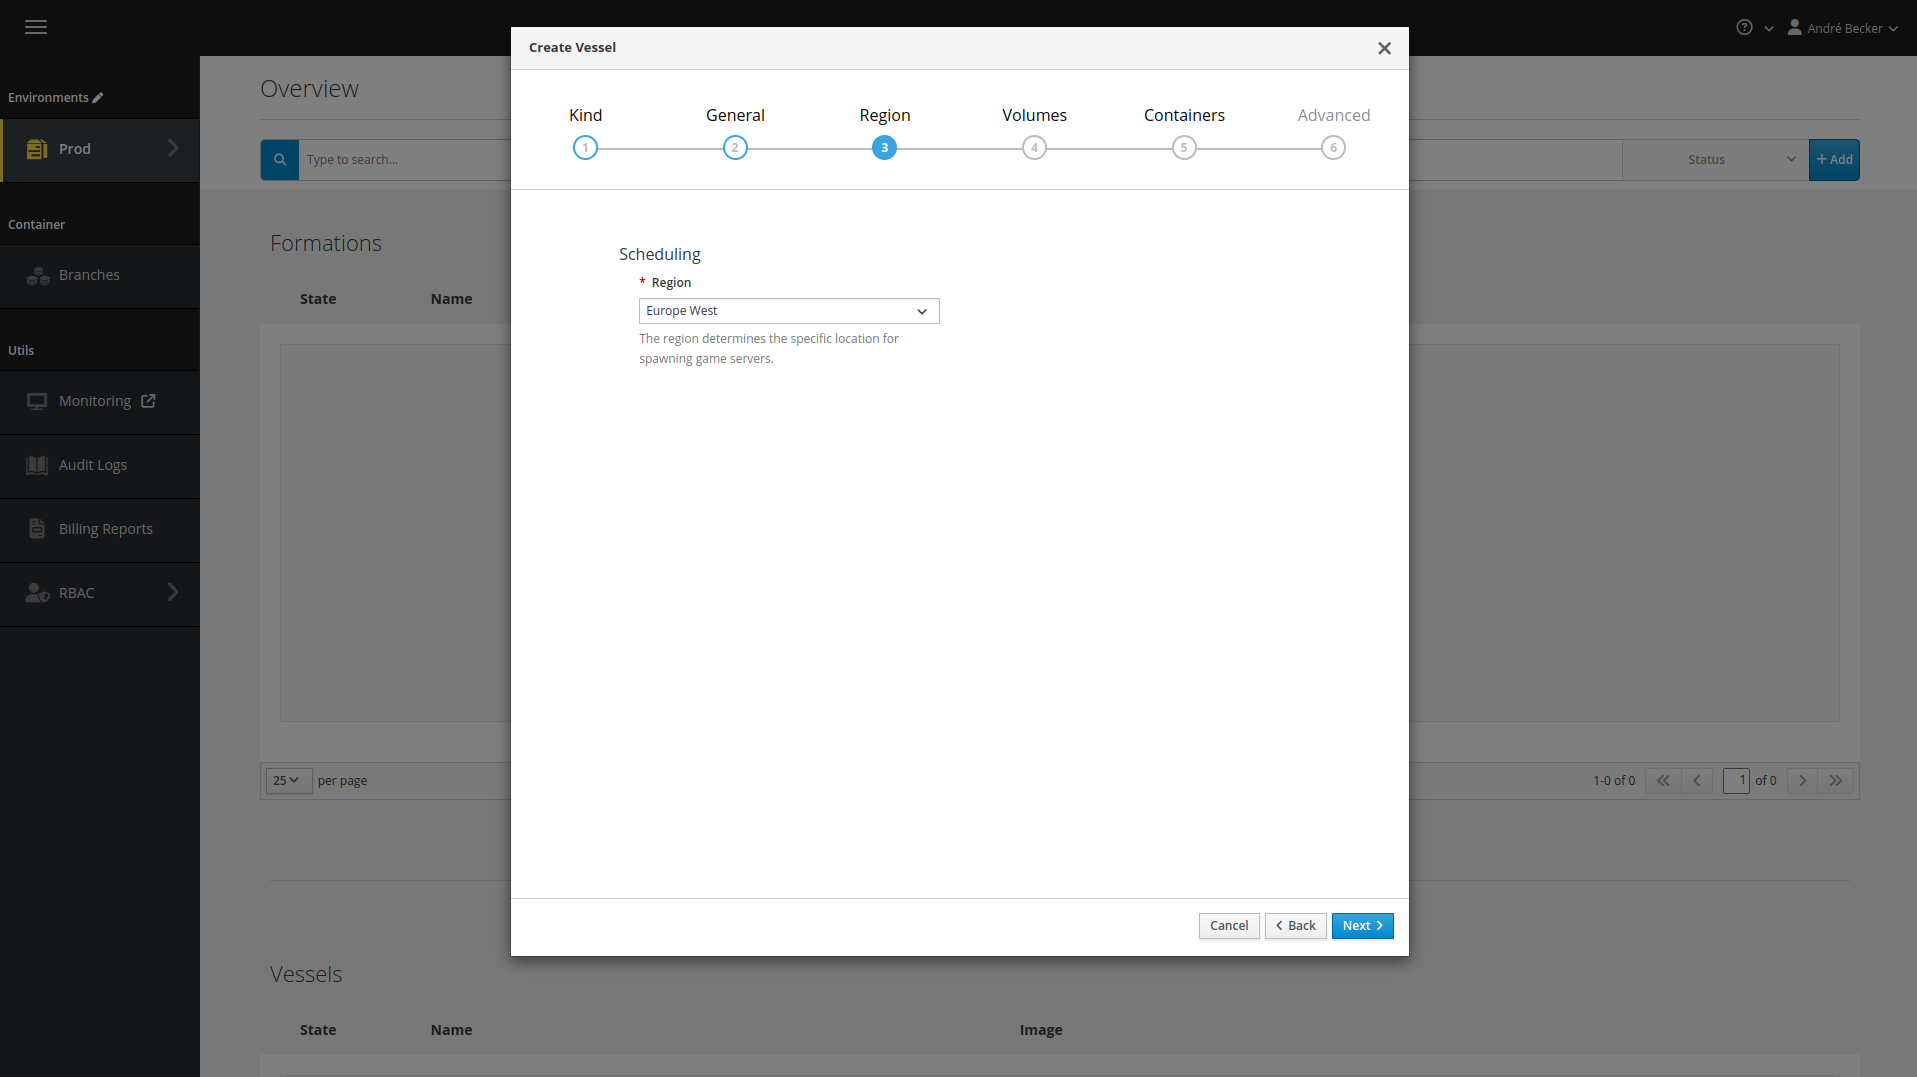 André Becker
Create Vessel
Environments
Prod
Container
Branches
Utils
Monitoring
Audit Logs
Billing Reports
RBAC
Overview
Type to search...
Status
Add
Formations
State
Name
Kind
General
Region
Volumes
Containers
Advanced
1
2
3
4
5
6
Scheduling
* Region
Europe West
The region determines the specific location for
spawning game servers.
25 per page
1-0 of 0
1 of 0
Cancel
Back
Next
Vessels
State
Name
Image